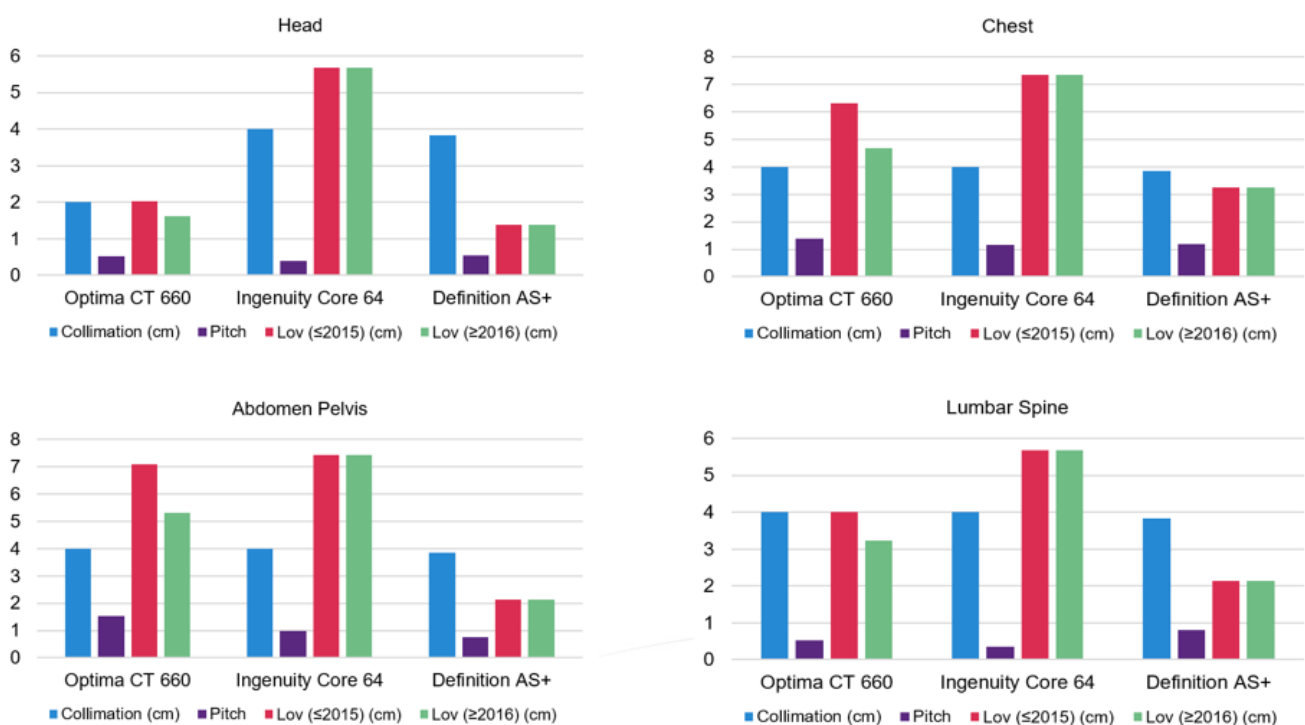 Head
6
5
4
3
2
1
0
Optima CT 660 Ingenuity Core 64 Definition AS+
Collimation (cm) Pitch Lov (≤2015) (cm) Lov (≥2016) (cm)
Chest
8
7
6
5
4
3
2
1
0
Optima CT 660 Ingenuity Core 64 Definition AS+
Collimation (cm) Pitch Lov (≤2015) (cm) Lov (≥2016) (cm)
Abdomen Pelvis
8
7
6
5
4
3
2
1
0
Optima CT 660 Ingenuity Core 64 Definition AS+
Collimation (cm) Pitch Lov (≤2015) (cm) Lov (≥2016) (cm)
Lumbar Spine
6
5
4
3
2
1
0
Optima CT 660 Ingenuity Core 64 Definition AS+
Collimation (cm) Pitch Lov (≤2015) (cm) Lov (≥2016) (cm)